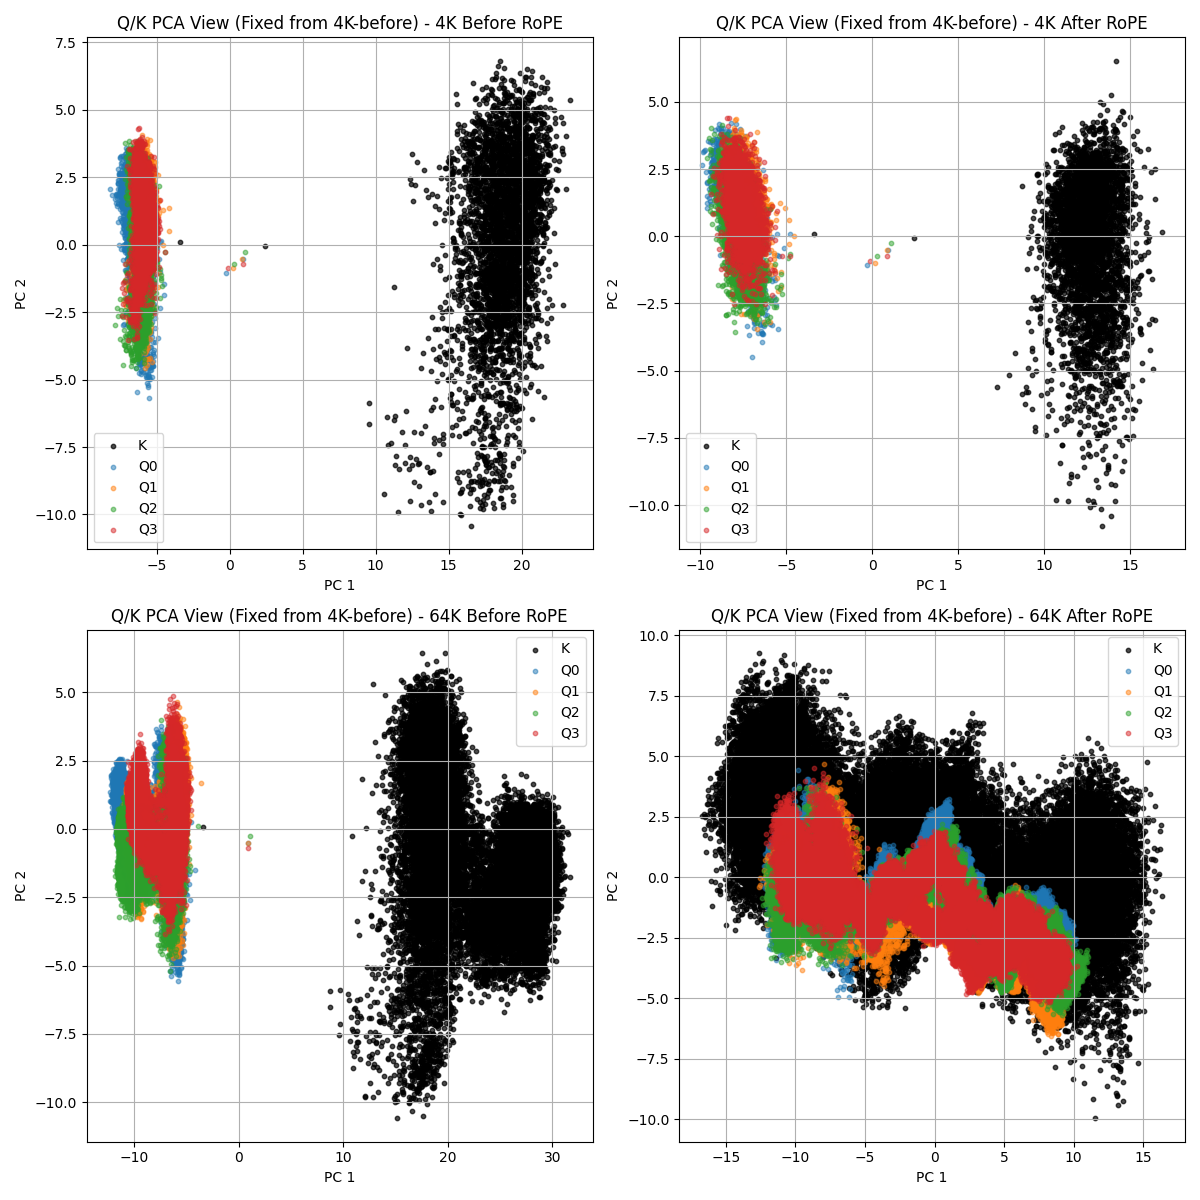 Q/K PCA View (Fixed from 4K-before) - 4K Before RoPE
7.5
5.0
2.5
0.0
−2.5
−5.0
−7.5
−10.0
PC 2
K
Q0
Q1
Q2
Q3
−5 0 5 10 15 20
PC 1
Q/K PCA View (Fixed from 4K-before) - 4K After RoPE
5.0
2.5
0.0
−2.5
−5.0
−7.5
−10.0
PC 2
K
Q0
Q1
Q2
Q3
−10 −5 0 5 10 15
PC 1
Q/K PCA View (Fixed from 4K-before) - 64K Before RoPE
K
Q0
Q1
Q2
Q3
5.0
2.5
0.0
−2.5
−5.0
−7.5
−10.0
PC 2
−10 0 10 20 30
PC 1
Q/K PCA View (Fixed from 4K-before) - 64K After RoPE
K
Q0
Q1
Q2
Q3
10.0
7.5
5.0
2.5
0.0
−2.5
−5.0
−7.5
−10.0
PC 2
−15 −10 −5 0 5 10 15
PC 1